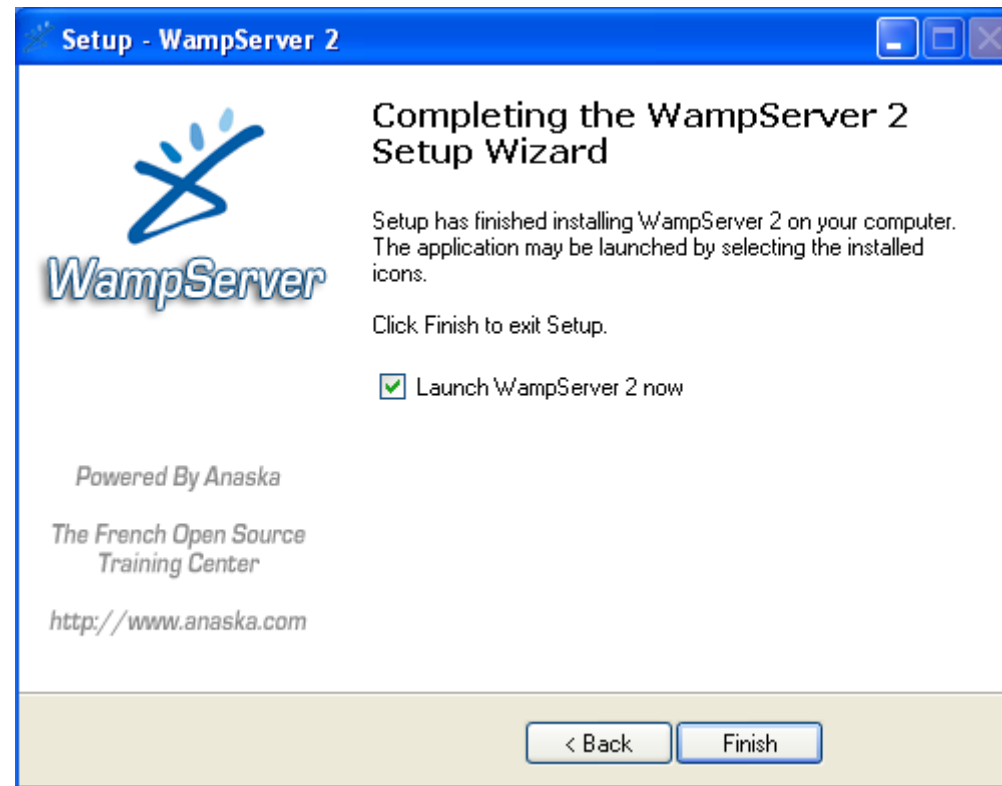 Setup - WampServer 2
WampServer
Completing the WampServer 2
Setup Wizard
Setup has finished installing WampServer 2 on your computer.
The application may be launched by selecting the installed
icons.
Click Finish to exit Setup.
Launch WampServer 2 now
Powered By Anaska
The French Open Source
Training Center
http://www.anaska.com
< Back
Finish